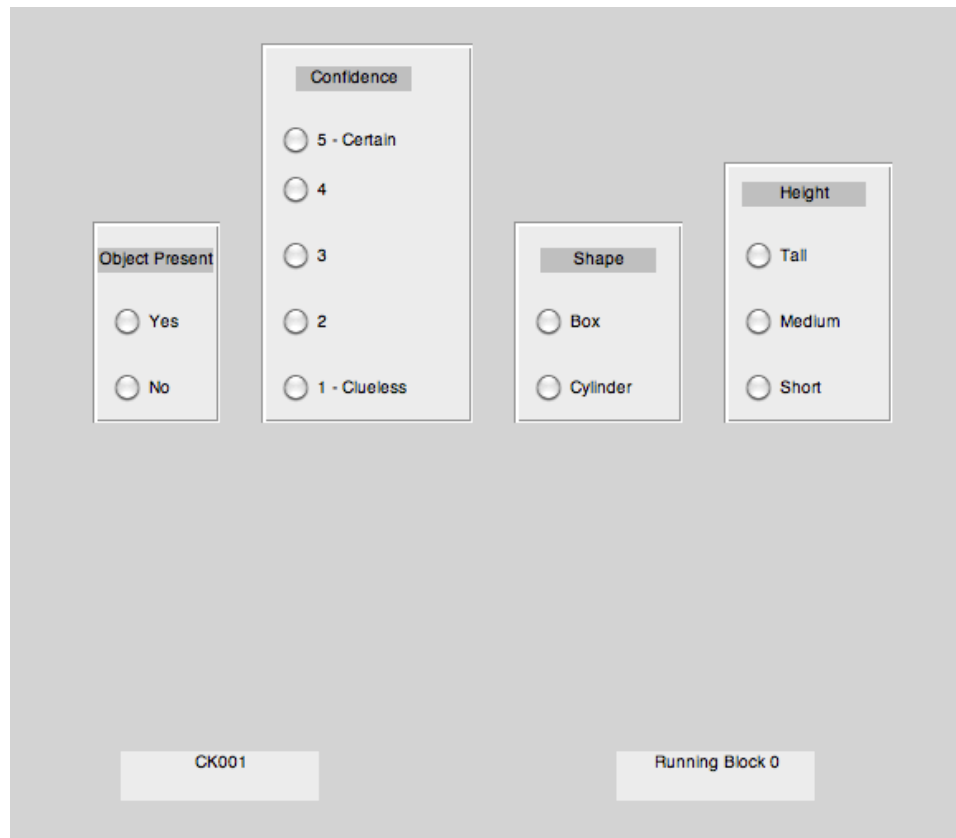 Object Present
Yes
No
Confidence
5 - Certain
4
3
2
1 - Clueless
Shape
Box
Cylinder
Height
Tall
Medium
Short
CK001
Running Block 0